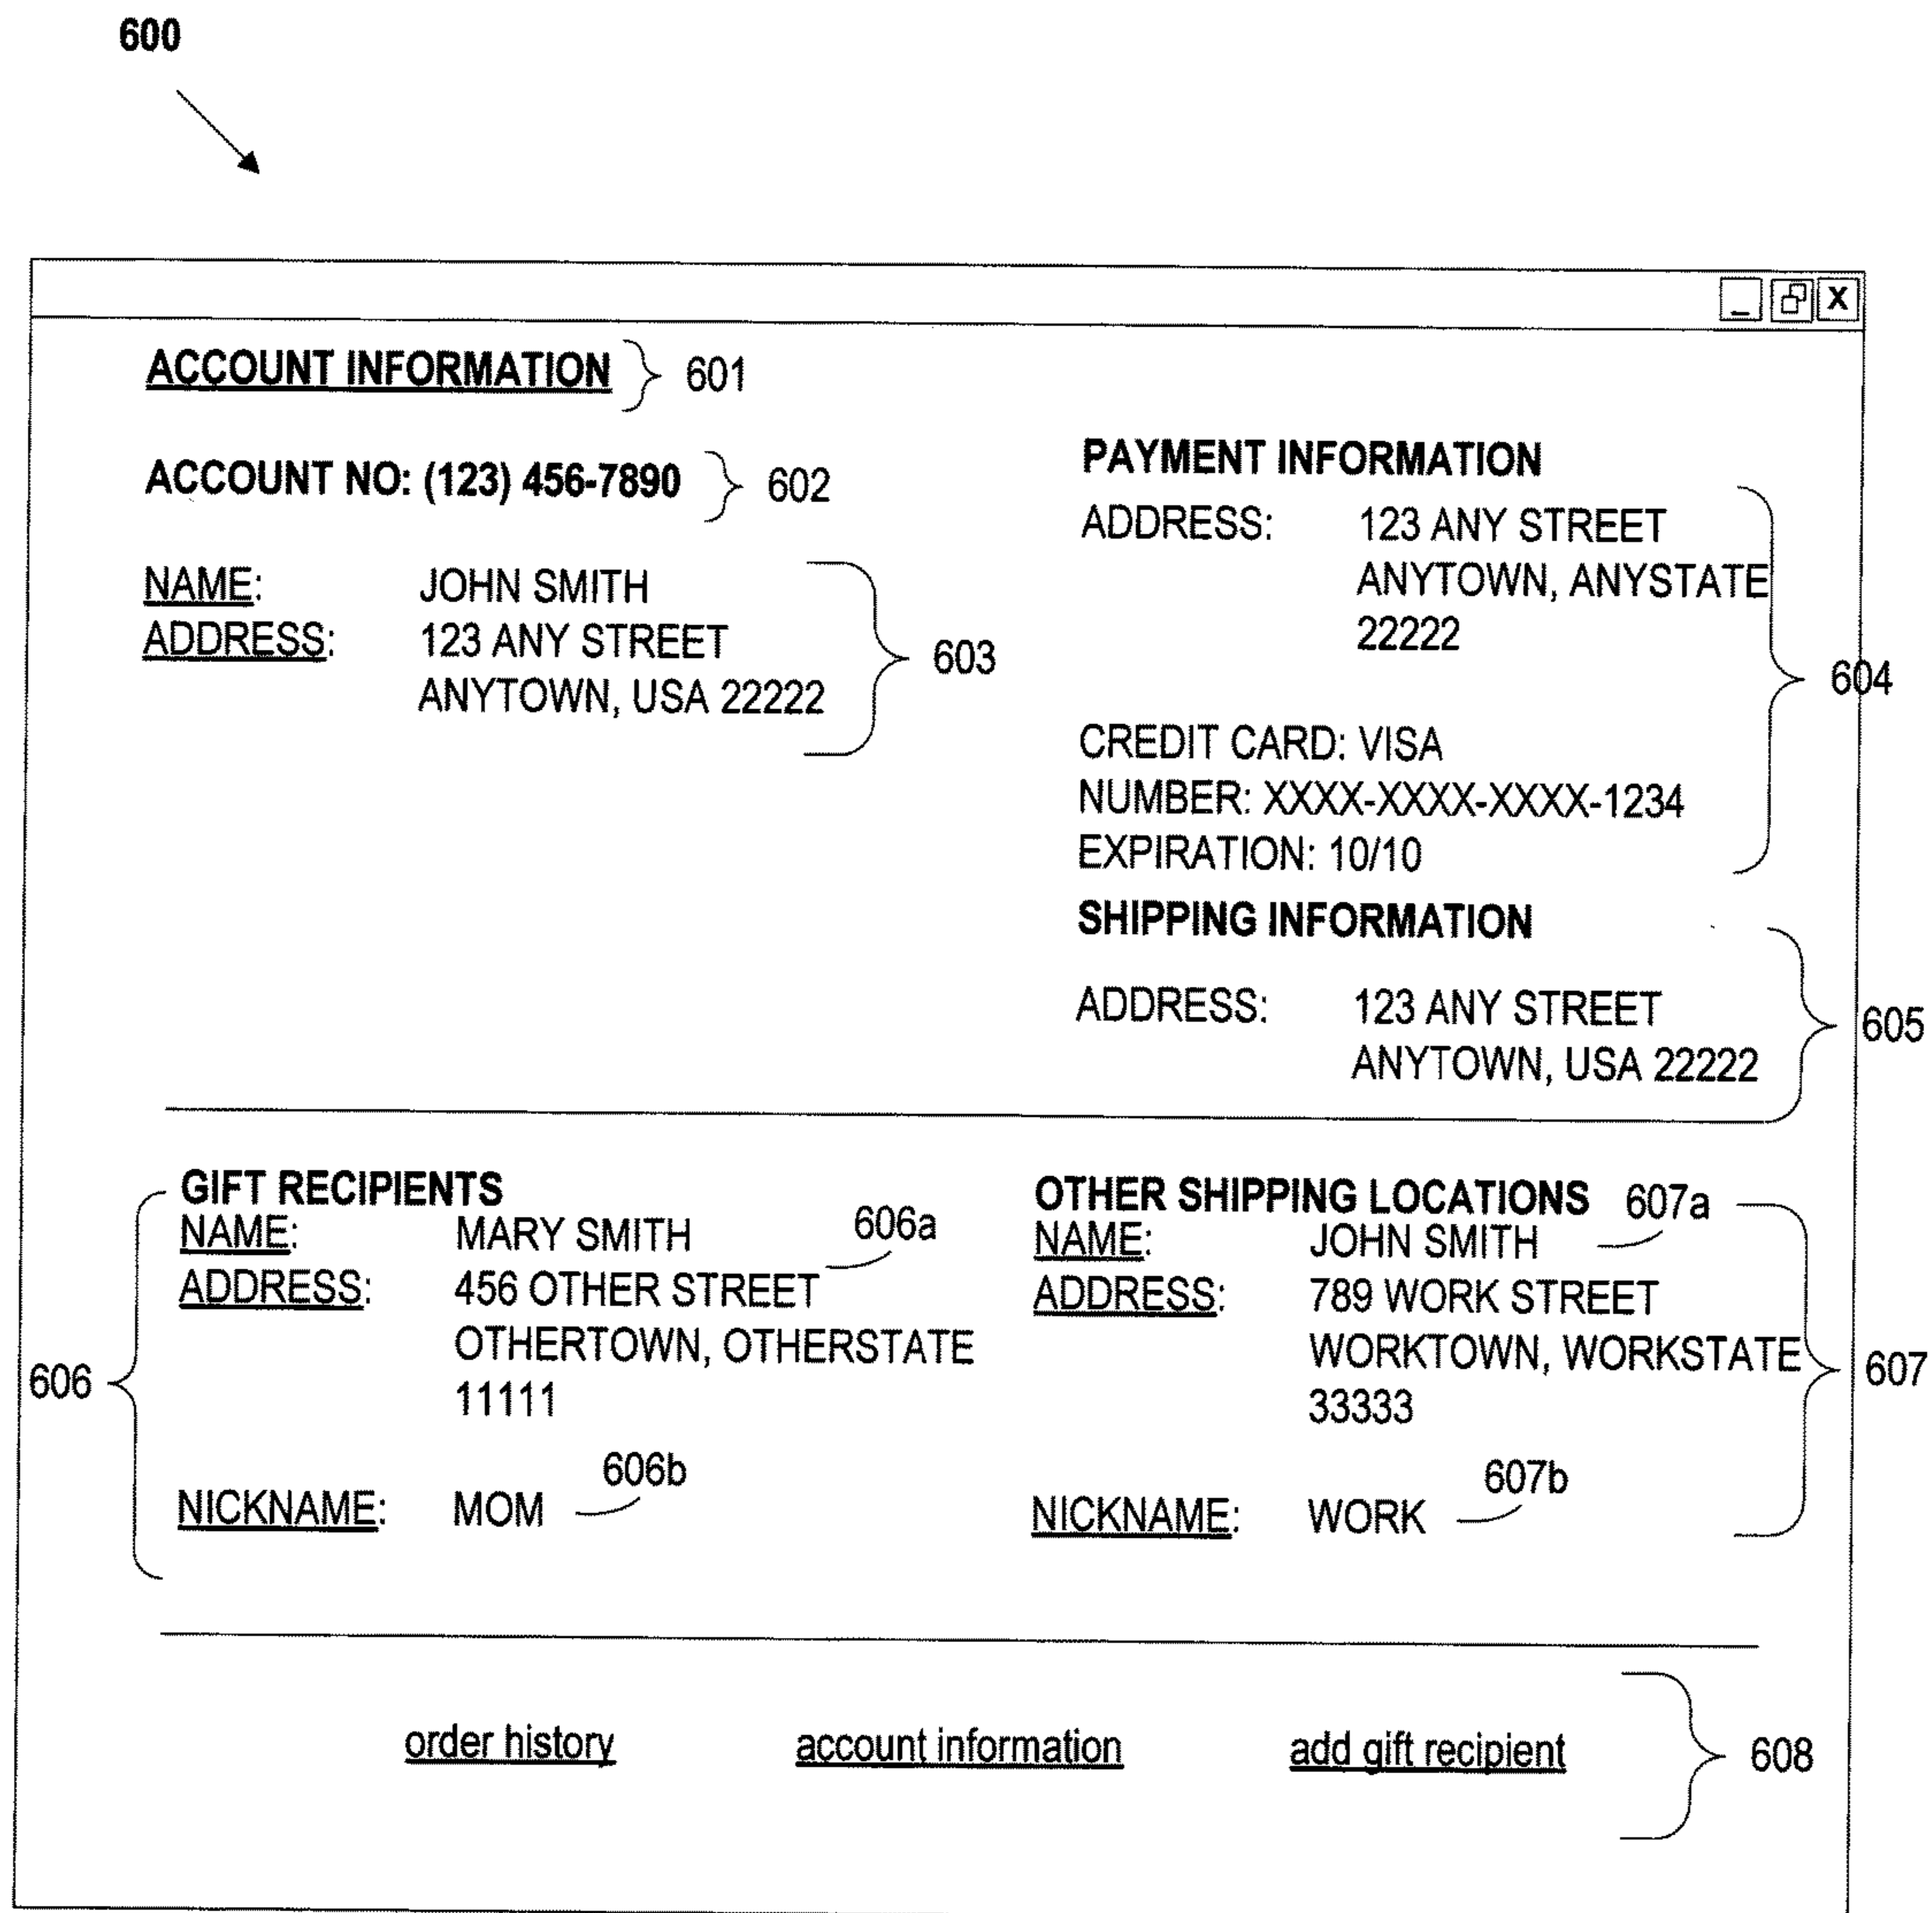 600
_ X
ACCOUNT INFORMATION 601
ACCOUNT NO: (123) 456-7890 602
NAME: JOHN SMITH
ADDRESS: 123 ANY STREET
ANYTOWN, USA 22222
603
PAYMENT INFORMATION
ADDRESS: 123 ANY STREET
ANYTOWN, ANYSTATE
22222
604
CREDIT CARD: VISA
NUMBER: XXXX-XXXX-XXXX-1234
EXPIRATION: 10/10
SHIPPING INFORMATION
ADDRESS: 123 ANY STREET
ANYTOWN, USA 22222
605
GIFT RECIPIENTS
NAME: MARY SMITH 606a
ADDRESS: 456 OTHER STREET
OTHERTOWN, OTHERSTATE
11111
606
606b
NICKNAME: MOM
OTHER SHIPPING LOCATIONS 607a
NAME: JOHN SMITH
ADDRESS: 789 WORK STREET
WORKTOWN, WORKSTATE
33333
607
607b
NICKNAME: WORK
order history account information add gift recipient 608